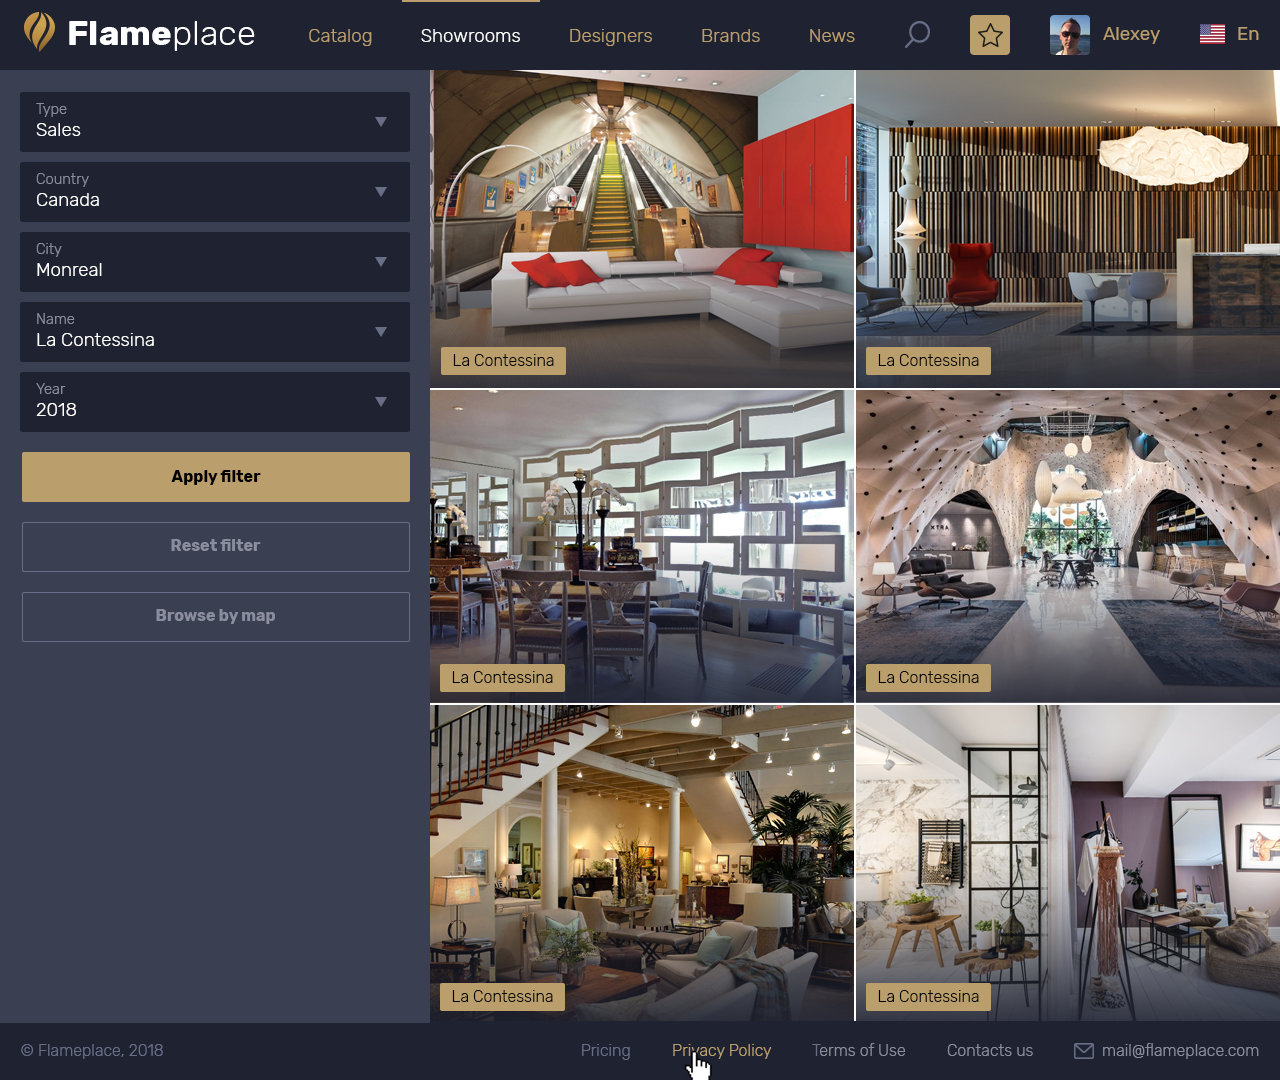 Flameplace
Catalog
Showrooms
Designers
Brands
News
Alexey
En
Type
Sales
Country
Canada
City
Monreal
Name
La Contessina
Year
2018
Apply filter
Reset filter
Browse by map
La Contessina
La Contessina
La Contessina
XTRA
La Contessina
La Contessina
La Contessina
© Flameplace, 2018
Pricing
Privacy Policy
Terms of Use
Contacts us
mail@flameplace.com